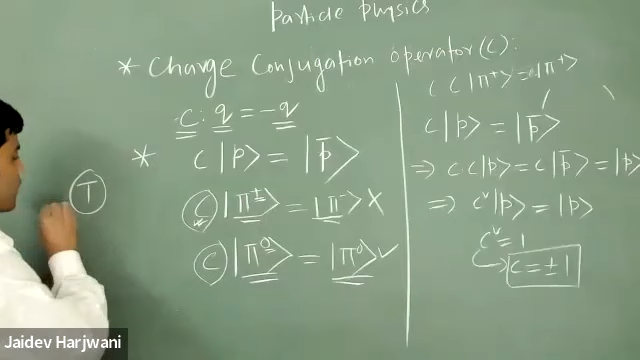 Particle Physics
* Charge Conjugation operator (C):
C: q = -q
* C|p> = |p̄>
C|π±> = |π> X
C|π⁰> = |π⁰> ✓
T
C|p> = |p̄>
⇒ C C|p> = C|p̄> = |p>
⇒ C²|p> = |p>
C² = 1
→ C = ±1
Jaidev Harjwani